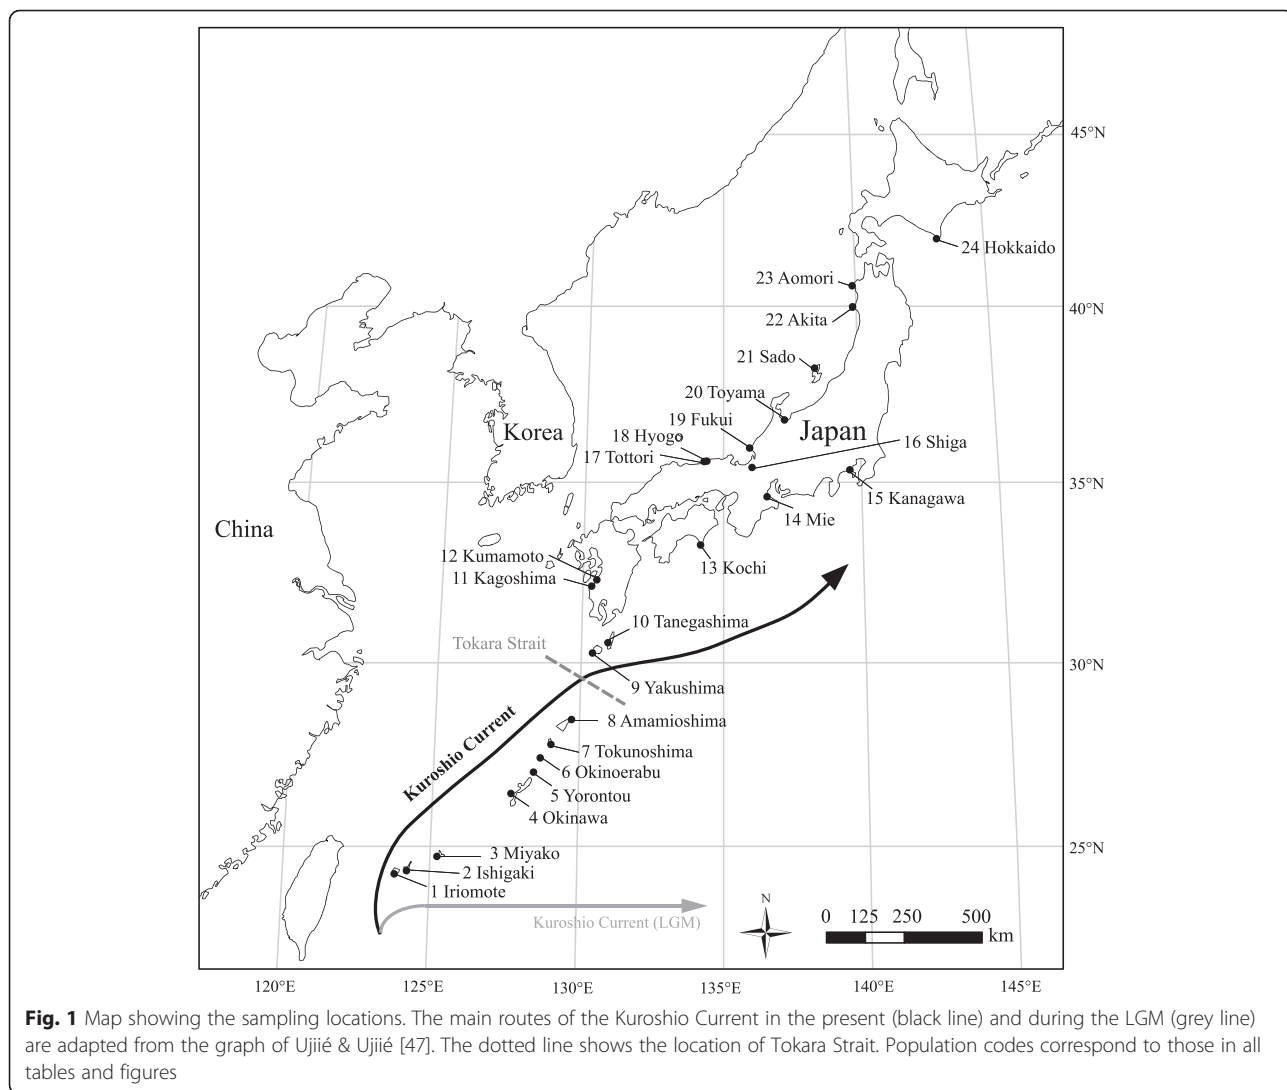 45°N
24 Hokkaido
23 Aomori
40°N
22 Akita
21 Sado
20 Toyama
19 Fukui
Korea
Japan
18 Hyogo
16 Shiga
17 Tottori
35°N
15 Kanagawa
14 Mie
China
12 Kumamoto
13 Kochi
11 Kagoshima
10 Tanegashima
Tokara Strait
30°N
9 Yakushima
8 Amamioshima
Kuroshio Current
7 Tokunoshima
6 Okinoerabu
5 Yorontou
4 Okinawa
25°N
3 Miyako
2 Ishigaki
1 Iriomote
N
Kuroshio Current (LGM)
0 125 250 500
km
120°E 125°E 130°E 135°E 140°E 145°E
Fig. 1 Map showing the sampling locations. The main routes of the Kuroshio Current in the present (black line) and during the LGM (grey line)
are adapted from the graph of Ujiié & Ujiié [47]. The dotted line shows the location of Tokara Strait. Population codes correspond to those in all
tables and figures